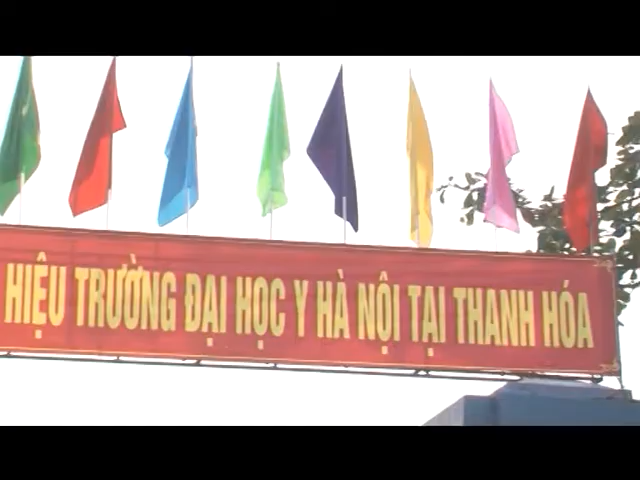 HIỆU TRƯỜNG ĐẠI HỌC Y HÀ NỘI TẠI THANH HÓA